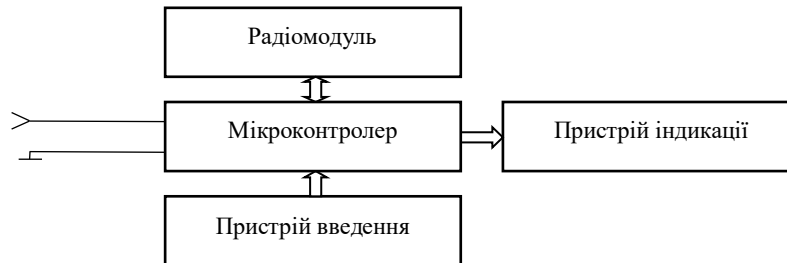 Радіомодуль
Мікроконтролер
Пристрій індикації
Пристрій введення